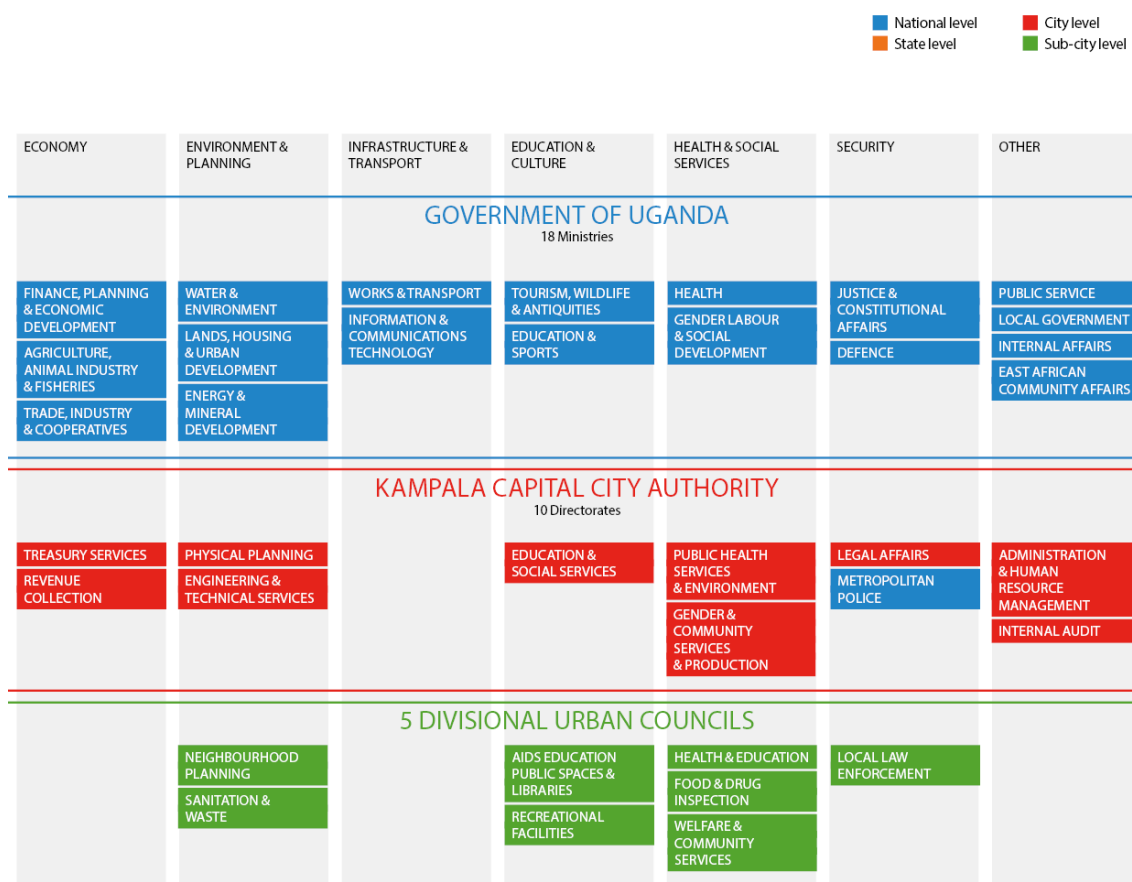 National level
City level
State level
Sub-city level
ECONOMY
ENVIRONMENT &
PLANNING
INFRASTRUCTURE &
TRANSPORT
EDUCATION &
CULTURE
HEALTH & SOCIAL
SERVICES
SECURITY
OTHER
GOVERNMENT OF UGANDA
18 Ministries
FINANCE, PLANNING
& ECONOMIC
DEVELOPMENT
AGRICULTURE,
ANIMAL INDUSTRY
& FISHERIES
TRADE, INDUSTRY
& COOPERATIVES
WATER &
ENVIRONMENT
LANDS, HOUSING
& URBAN
DEVELOPMENT
ENERGY &
MINERAL
DEVELOPMENT
WORKS & TRANSPORT
INFORMATION &
COMMUNICATIONS
TECHNOLOGY
TOURISM, WILDLIFE
& ANTIQUITIES
EDUCATION &
SPORTS
HEALTH
GENDER LABOUR
& SOCIAL
DEVELOPMENT
JUSTICE &
CONSTITUTIONAL
AFFAIRS
DEFENCE
PUBLIC SERVICE
LOCAL GOVERNMENT
INTERNAL AFFAIRS
EAST AFRICAN
COMMUNITY AFFAIRS
KAMPALA CAPITAL CITY AUTHORITY
10 Directorates
TREASURY SERVICES
REVENUE
COLLECTION
PHYSICAL PLANNING
ENGINEERING &
TECHNICAL SERVICES
EDUCATION &
SOCIAL SERVICES
PUBLIC HEALTH
SERVICES
& ENVIRONMENT
GENDER &
COMMUNITY
SERVICES
& PRODUCTION
LEGAL AFFAIRS
METROPOLITAN
POLICE
ADMINISTRATION
& HUMAN
RESOURCE
MANAGEMENT
INTERNAL AUDIT
5 DIVISIONAL URBAN COUNCILS
NEIGHBOURHOOD
PLANNING
SANITATION &
WASTE
AIDS EDUCATION
PUBLIC SPACES &
LIBRARIES
RECREATIONAL
FACILITIES
HEALTH & EDUCATION
FOOD & DRUG
INSPECTION
WELFARE &
COMMUNITY
SERVICES
LOCAL LAW
ENFORCEMENT